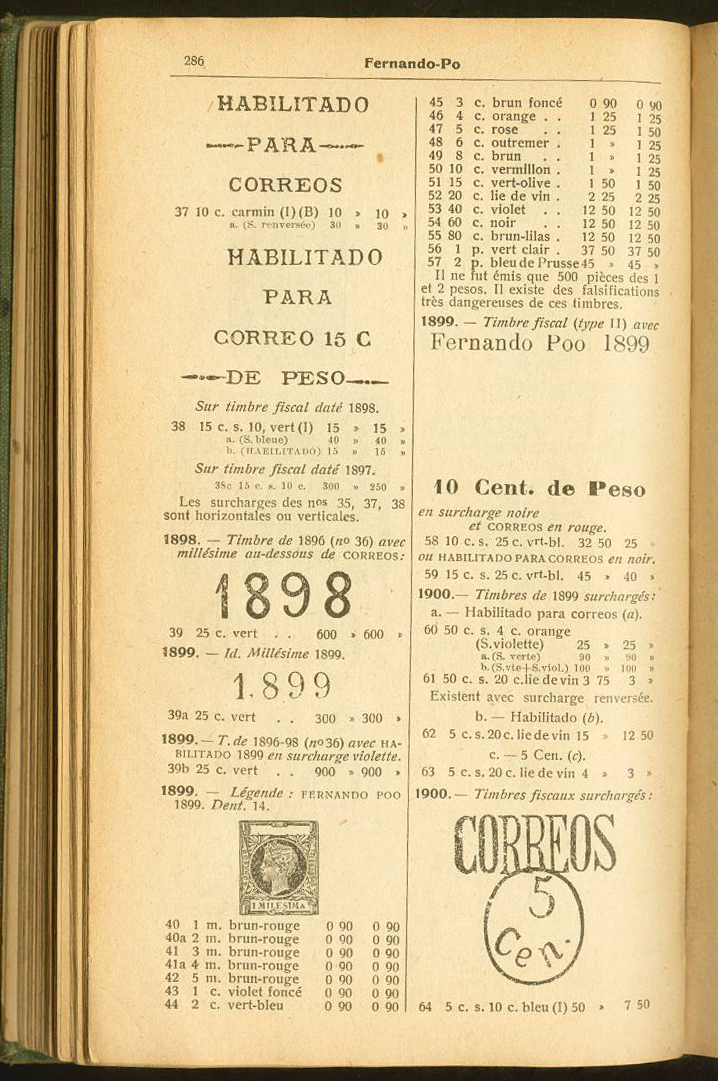 286
Fernando-Po
HABILITADO
PARA
CORREOS
37 10 c. carmin (I)(B) 10 » 10 »
a. (S. renversée) 30 » 30 »
HABILITADO
PARA
CORREO 15 C
DE PESO
Sur timbre fiscal daté 1898.
38 15 c. s. 10, vert (I) 15 » 15 »
a. (S. bleue) 40 » 40 »
b. (HAEILITADO) 15 » 15 »
Sur timbre fiscal daté 1897.
38c 15 c. s. 10 c. 300 » 250 »
Les surcharges des nos 35, 37, 38
sont horizontales ou verticales.
1898. — Timbre de 1896 (no 36) avec
millésime au-dessous de CORREOS:
1898
39 25 c. vert . . 600 » 600 »
1899. — Id. Millésime 1899.
1.899
39a 25 c. vert . . 300 » 300 »
1899. — T. de 1896-98 (no 36) avec HA-
BILITADO 1899 en surcharge violette.
39b 25 c. vert . . 900 » 900 »
1899. — Légende : FERNANDO POO
1899. Dent. 14.
1 MILESIMA
40 1 m. brun-rouge 0 90 0 90
40a 2 m. brun-rouge 0 90 0 90
41 3 m. brun-rouge 0 90 0 90
41a 4 m. brun-rouge 0 90 0 90
42 5 m. brun-rouge 0 90 0 90
43 1 c. violet foncé 0 90 0 90
44 2 c. vert-bleu 0 90 0 90
45 3 c. brun foncé 0 90 0 90
46 4 c. orange . . 1 25 1 25
47 5 c. rose . . 1 25 1 50
48 6 c. outremer . 1 » 1 25
49 8 c. brun . . 1 » 1 25
50 10 c. vermillon . 1 » 1 25
51 15 c. vert-olive . 1 50 1 50
52 20 c. lie de vin . 2 25 2 25
53 40 c. violet . . 12 50 12 50
54 60 c. noir . . 12 50 12 50
55 80 c. brun-lilas . 12 50 12 50
56 1 p. vert clair . 37 50 37 50
57 2 p. bleu de Prusse 45 » 45 »
Il ne fut émis que 500 pièces des 1
et 2 pesos. Il existe des falsifications
très dangereuses de ces timbres.
1899. — Timbre fiscal (type II) avec
Fernando Poo 1899
10 Cent. de Peso
en surcharge noire
et CORREOS en rouge.
58 10 c. s. 25 c. vrt-bl. 32 50 25 »
ou HABILITADO PARA CORREOS en noir.
59 15 c. s. 25 c. vrt-bl. 45 » 40 »
1900. — Timbres de 1899 surchargés:
a. — Habilitado para correos (a).
60 50 c. s. 4 c. orange
(S.violette) 25 » 25 »
a. (S. verte) 90 » 90 »
b. (S.vte+S.viol.) 100 » 100 »
61 50 c. s. 20 c. lie de vin 3 75 3 »
Existent avec surcharge renversée.
b. — Habilitado (b).
62 5 c. s. 20 c. lie de vin 15 » 12 50
c. — 5 Cen. (c).
63 5 c. s. 20 c. lie de vin 4 » 3 »
1900. — Timbres fiscaux surchargés :
CORREOS
5
Cen.
64 5 c. s. 10 c. bleu (I) 50 » 7 50